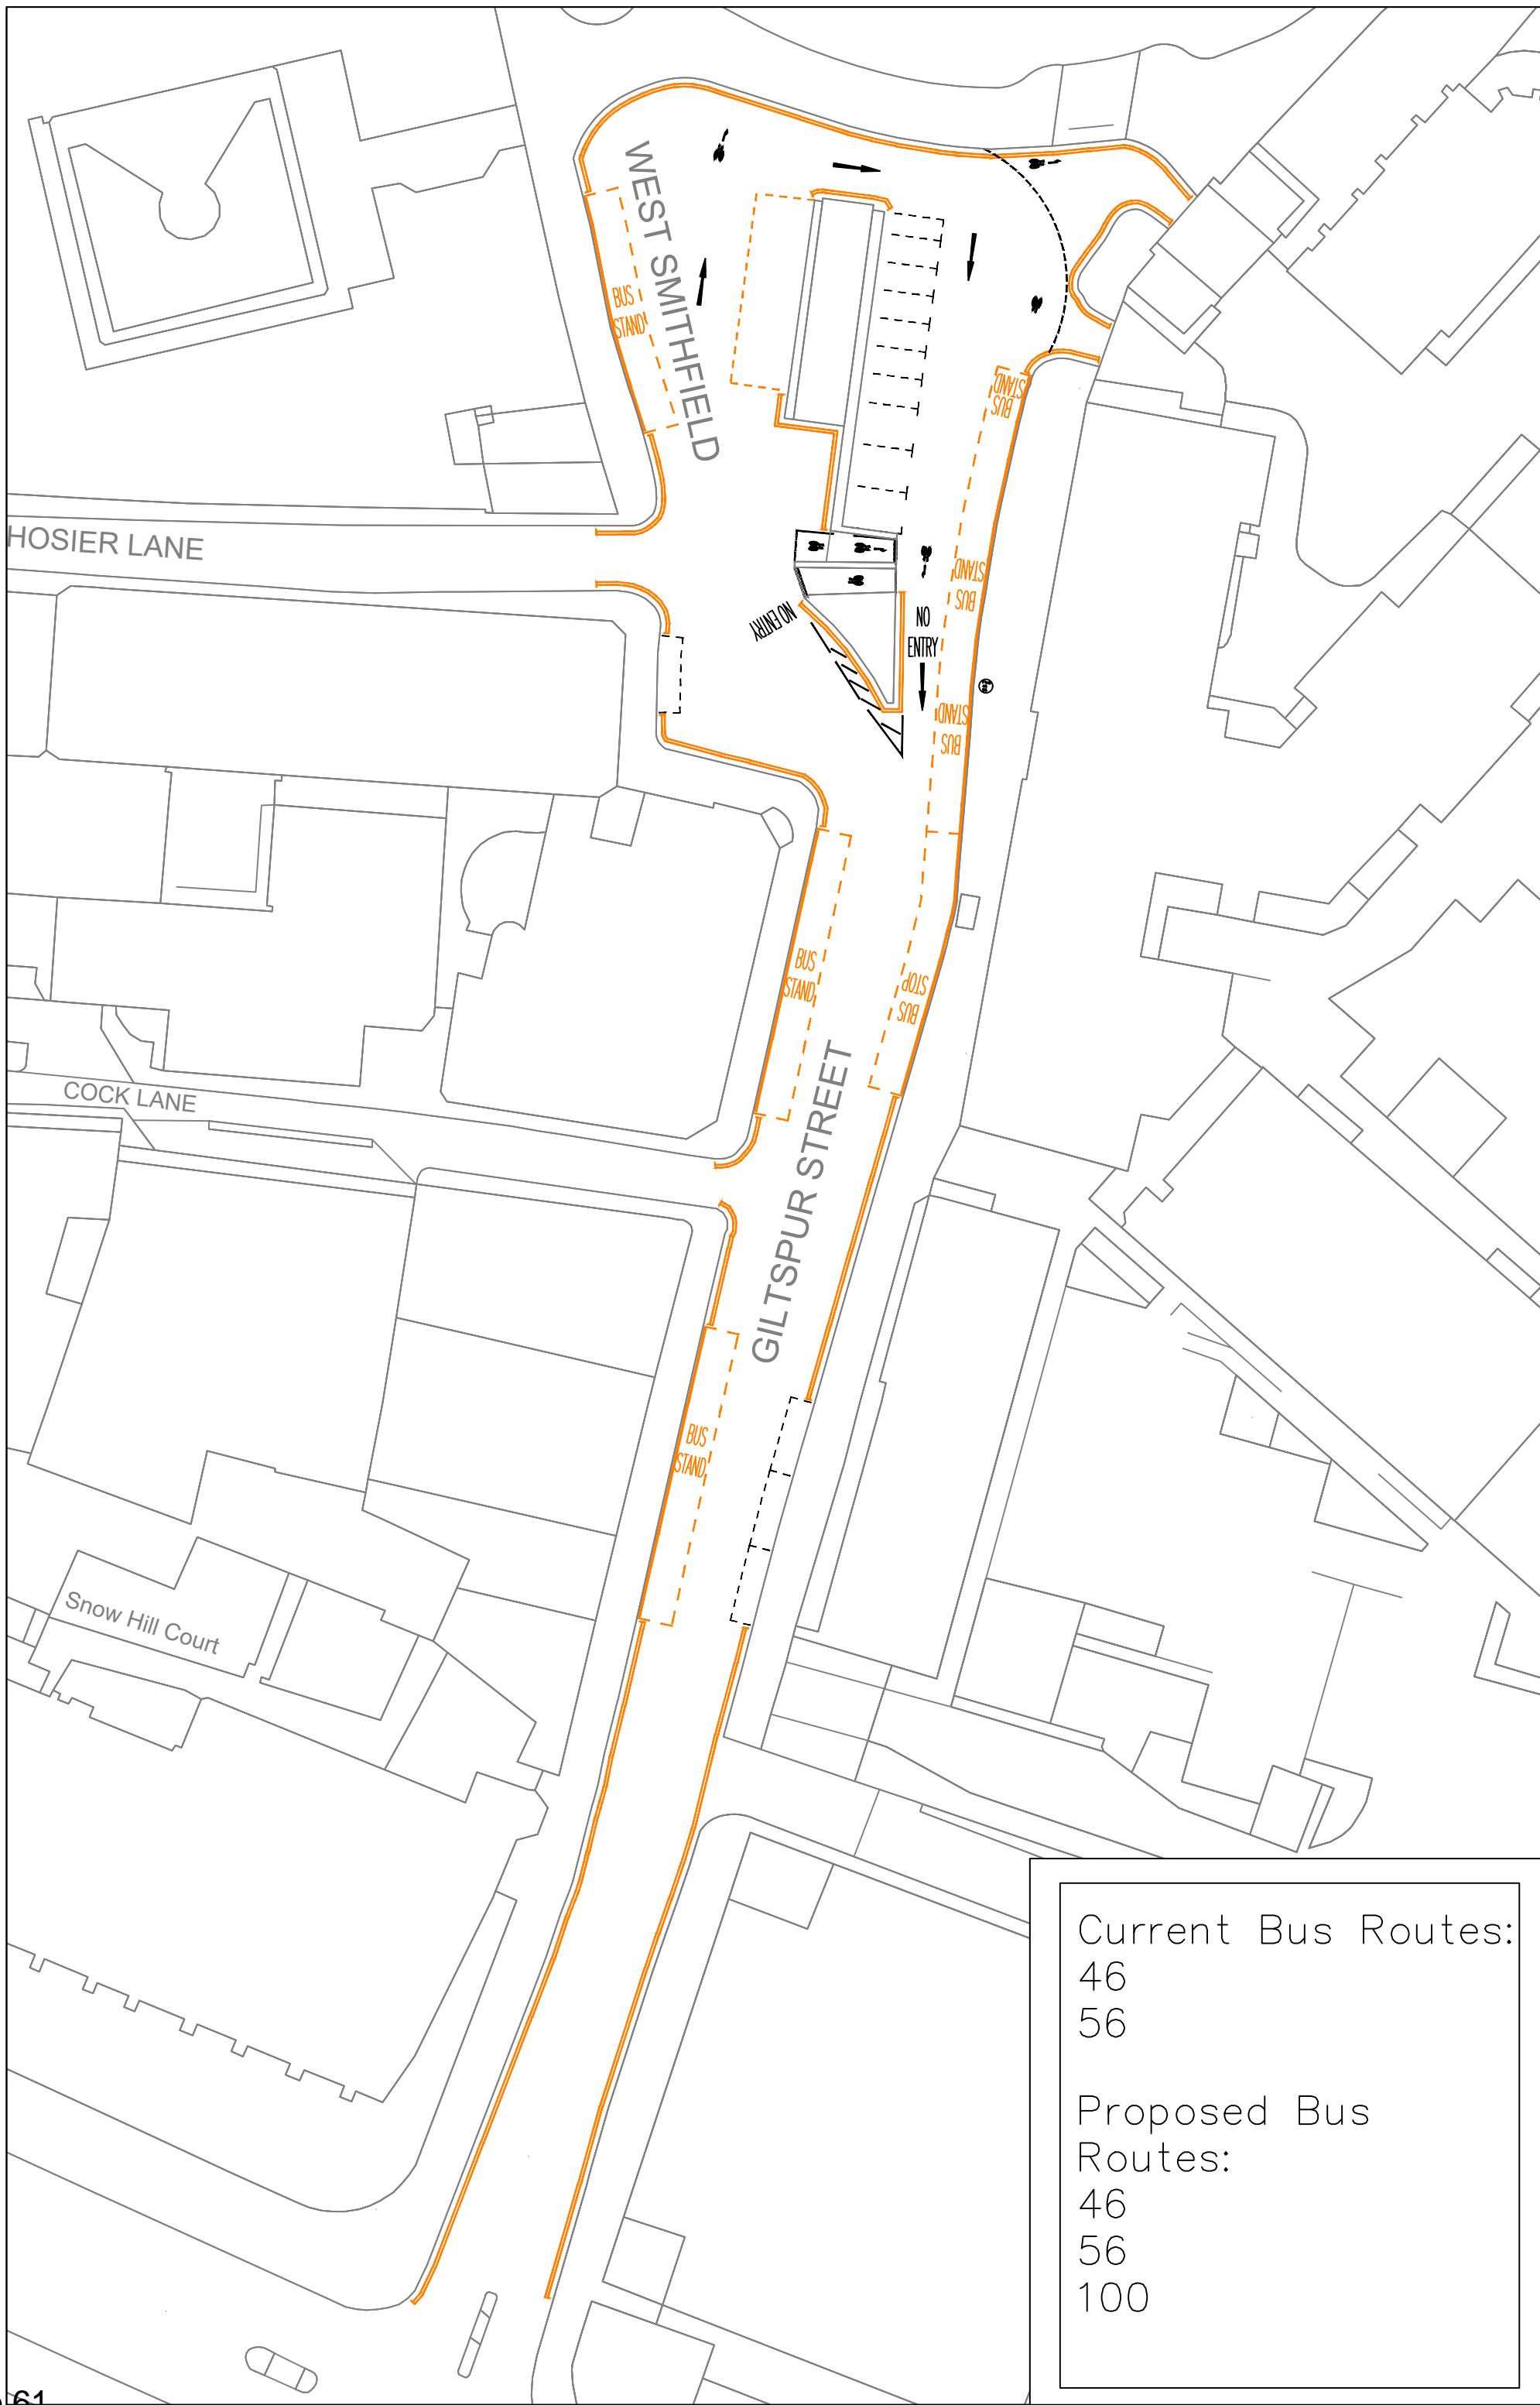 WEST SMITHFIELD
BUS
STAND
BUS
STAND
HOSIER LANE
BUS
STAND
NO ENTRY
NO
ENTRY
BUS
STAND
BUS
STAND
BUS
STOP
COCK LANE
GILTSPUR STREET
BUS
STAND
Snow Hill Court
Current Bus Routes:
46
56
Proposed Bus
Routes:
46
56
100
61